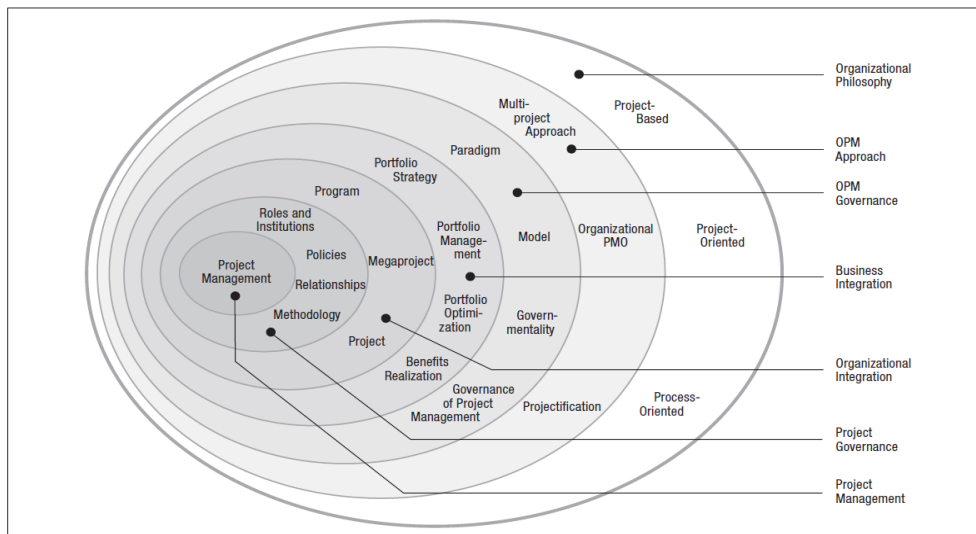 Organizational
Philosophy
Project-
Based
Multi-
project
Approach
OPM
Approach
Paradigm
OPM
Governance
Portfolio
Strategy
Program
Roles and
Institutions
Project-
Oriented
Organizational
PMO
Model
Portfolio
Manage-
ment
Megaproject
Policies
Project
Management
Relationships
Business
Integration
Portfolio
Optimi-
zation
Methodology
Govern-
mentality
Project
Benefits
Realization
Organizational
Integration
Governance
of Project
Management
Projectification
Process-
Oriented
Project
Governance
Project
Management